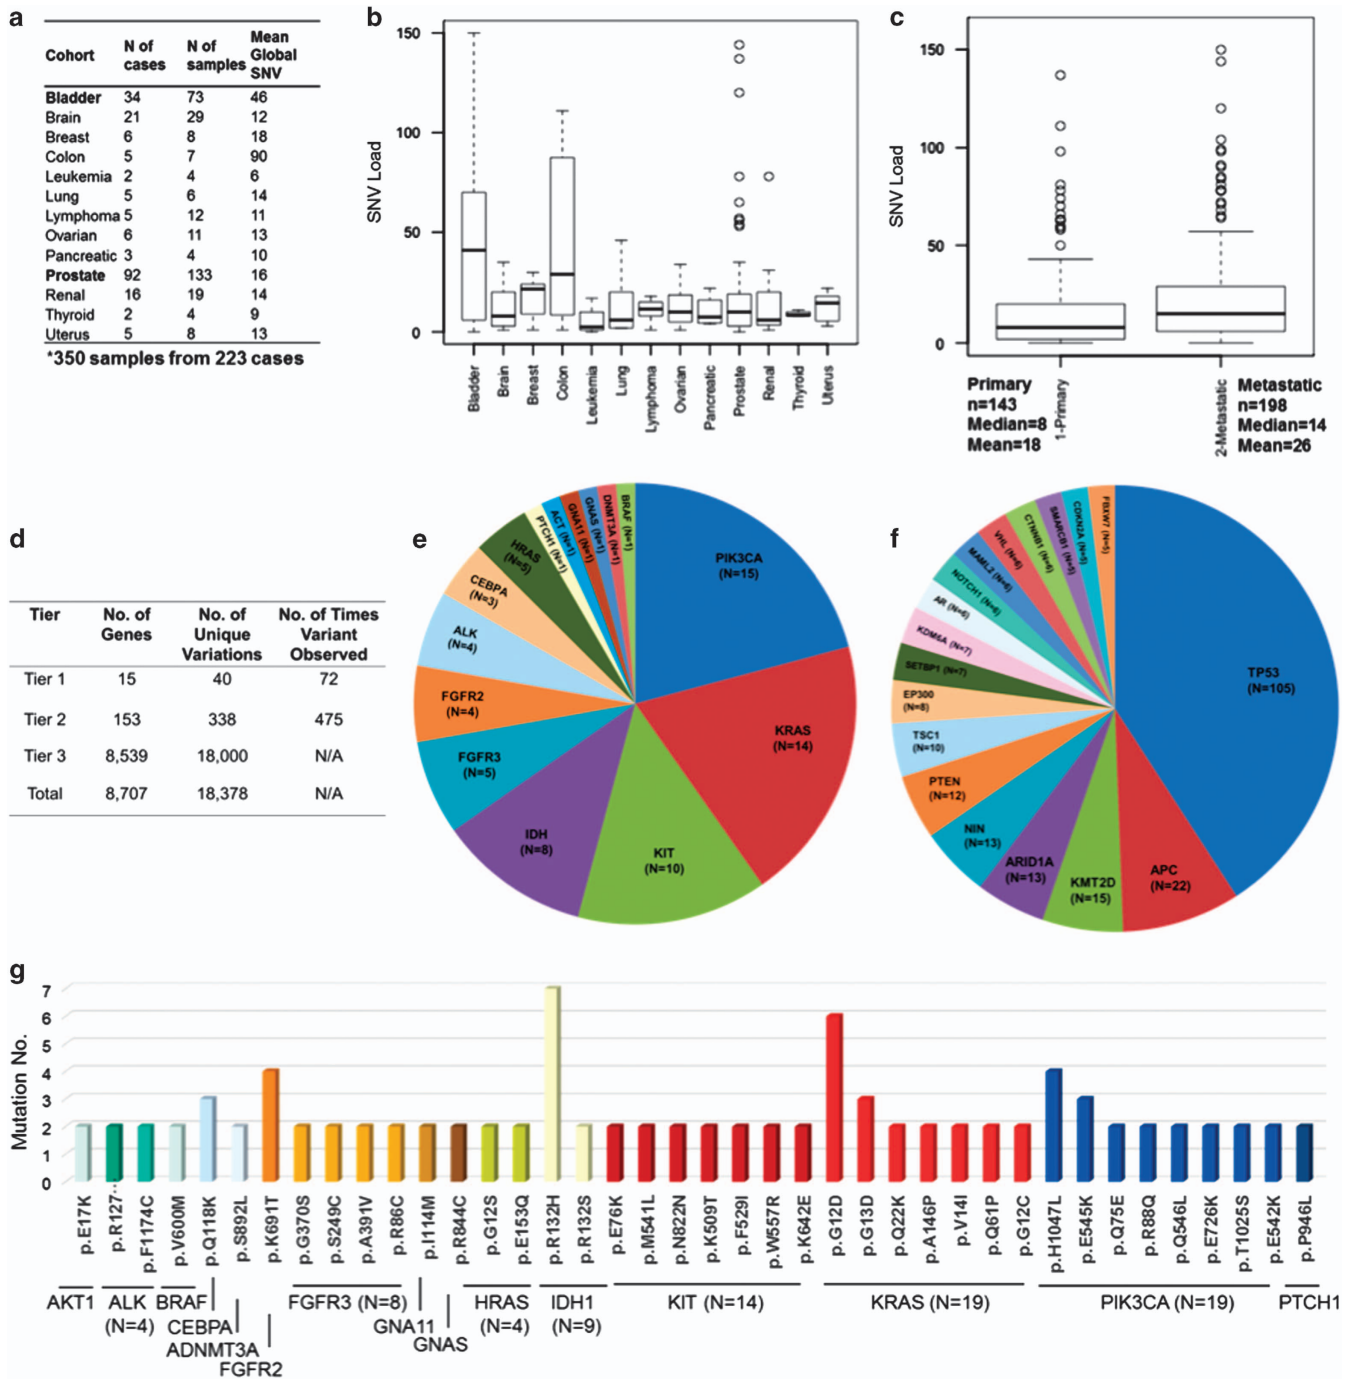 a
Cohort N of cases N of samples Mean Global SNV
Bladder 34 73 46
Brain 21 29 12
Breast 6 8 18
Colon 5 7 90
Leukemia 2 4 6
Lung 5 6 14
Lymphoma 5 12 11
Ovarian 6 11 13
Pancreatic 3 4 10
Prostate 92 133 16
Renal 16 19 14
Thyroid 2 4 9
Uterus 5 8 13
*350 samples from 223 cases
b
SNV Load
150
100
50
0
Bladder
Brain
Breast
Colon
Leukemia
Lung
Lymphoma
Ovarian
Pancreatic
Prostate
Renal
Thyroid
Uterus
c
SNV Load
150
100
50
0
Primary
n=143
Median=8
Mean=18
1-Primary
2-Metastatic
Metastatic
n=198
Median=14
Mean=26
d
Tier No. of Genes No. of Unique Variations No. of Times Variant Observed
Tier 1 15 40 72
Tier 2 153 338 475
Tier 3 8,539 18,000 N/A
Total 8,707 18,378 N/A
e
PIK3CA
(N=15)
KRAS
(N=14)
KIT
(N=10)
IDH
(N=8)
FGFR3
(N=5)
FGFR2
(N=4)
ALK
(N=4)
CEBPA
(N=3)
HRAS
(N=5)
PTCH1 (N=1)
ACT (N=1)
GNA11 (N=1)
GNAS (N=1)
DNMT3A (N=1)
BRAF (N=1)
f
TP53
(N=105)
APC
(N=22)
KMT2D
(N=15)
ARID1A
(N=13)
NIN
(N=13)
PTEN
(N=12)
TSC1
(N=10)
EP300
(N=8)
SETBP1 (N=7)
KDM6A (N=7)
AR (N=6)
NOTCH1 (N=6)
MAML2 (N=6)
VHL (N=6)
CTNNB1 (N=6)
SMARCB1 (N=5)
CDKN2A (N=5)
FBXW7 (N=5)
g
Mutation No.
7
6
5
4
3
2
1
0
p.E17K
p.R127..
p.F1174C
p.V600M
p.Q118K
p.S892L
p.K691T
p.G370S
p.S249C
p.A391V
p.R86C
p.I114M
p.R844C
p.G12S
p.E153Q
p.R132H
p.R132S
p.E76K
p.M541L
p.N822N
p.K509T
p.F529I
p.W557R
p.K642E
p.G12D
p.G13D
p.Q22K
p.A146P
p.V14I
p.Q61P
p.G12C
p.H1047L
p.E545K
p.Q75E
p.R88Q
p.Q546L
p.E726K
p.T1025S
p.E542K
p.P946L
AKT1
ALK
(N=4)
BRAF
CEBPA
ADNMT3A
FGFR2
FGFR3 (N=8)
GNA11
GNAS
HRAS
(N=4)
IDH1
(N=9)
KIT (N=14)
KRAS (N=19)
PIK3CA (N=19)
PTCH1